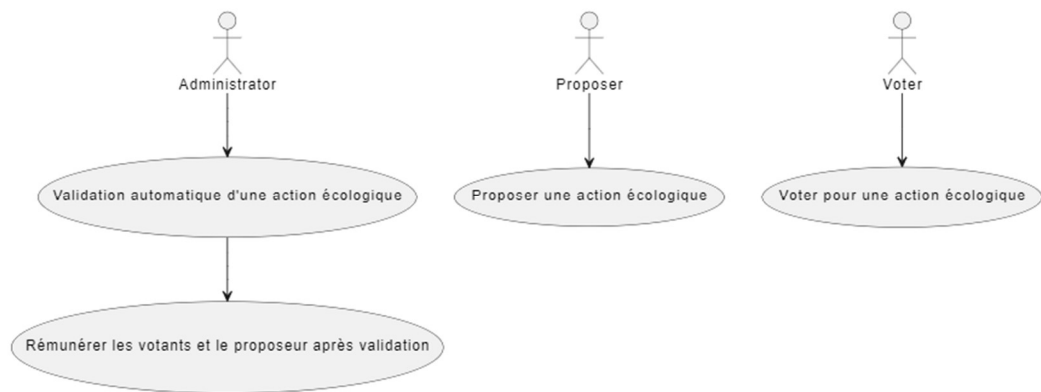 Administrator
Proposer
Voter
Validation automatique d'une action écologique
Proposer une action écologique
Voter pour une action écologique
Rémunérer les votants et le proposeur après validation